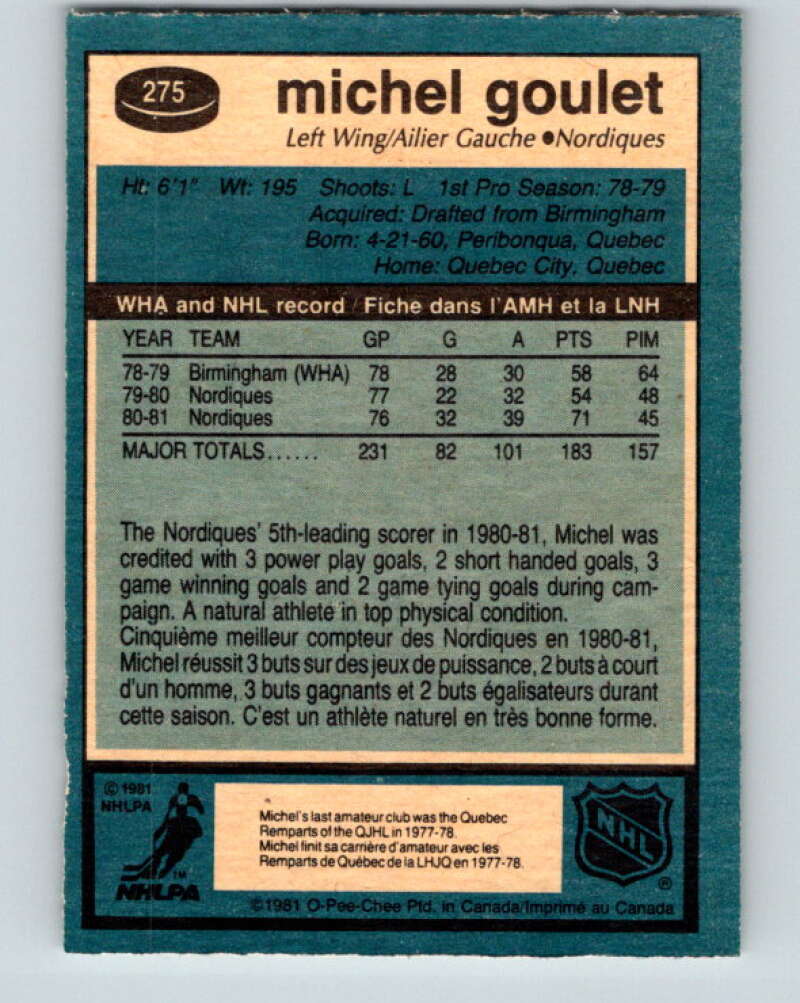 275
michel goulet
Left Wing/Ailier Gauche ●Nordiques
Ht: 6'1" Wt: 195 Shoots: L 1st Pro Season: 78-79
Acquired: Drafted from Birmingham
Born: 4-21-60, Peribonqua, Quebec
Home: Quebec City, Quebec
WHA and NHL record / Fiche dans l'AMH et la LNH
YEAR TEAM GP G A PTS PIM
78-79 Birmingham (WHA) 78 28 30 58 64
79-80 Nordiques 77 22 32 54 48
80-81 Nordiques 76 32 39 71 45
MAJOR TOTALS...... 231 82 101 183 157
The Nordiques' 5th-leading scorer in 1980-81, Michel was
credited with 3 power play goals, 2 short handed goals, 3
game winning goals and 2 game tying goals during cam-
paign. A natural athlete in top physical condition.
Cinquième meilleur compteur des Nordiques en 1980-81,
Michel réussit 3 buts sur des jeux de puissance, 2 buts à court
d'un homme, 3 buts gagnants et 2 buts égalisateurs durant
cette saison. C'est un athlète naturel en très bonne forme.
© 1981
NHLPA
TM
NHLPA
Michel's last amateur club was the Quebec
Remparts of the QJHL in 1977-78.
Michel finit sa carrière d'amateur avec les
Remparts de Québec de la LHJQ en 1977-78.
NHL
®
©1981 O-Pee-Chee Ptd. in Canada/Imprimé au Canada